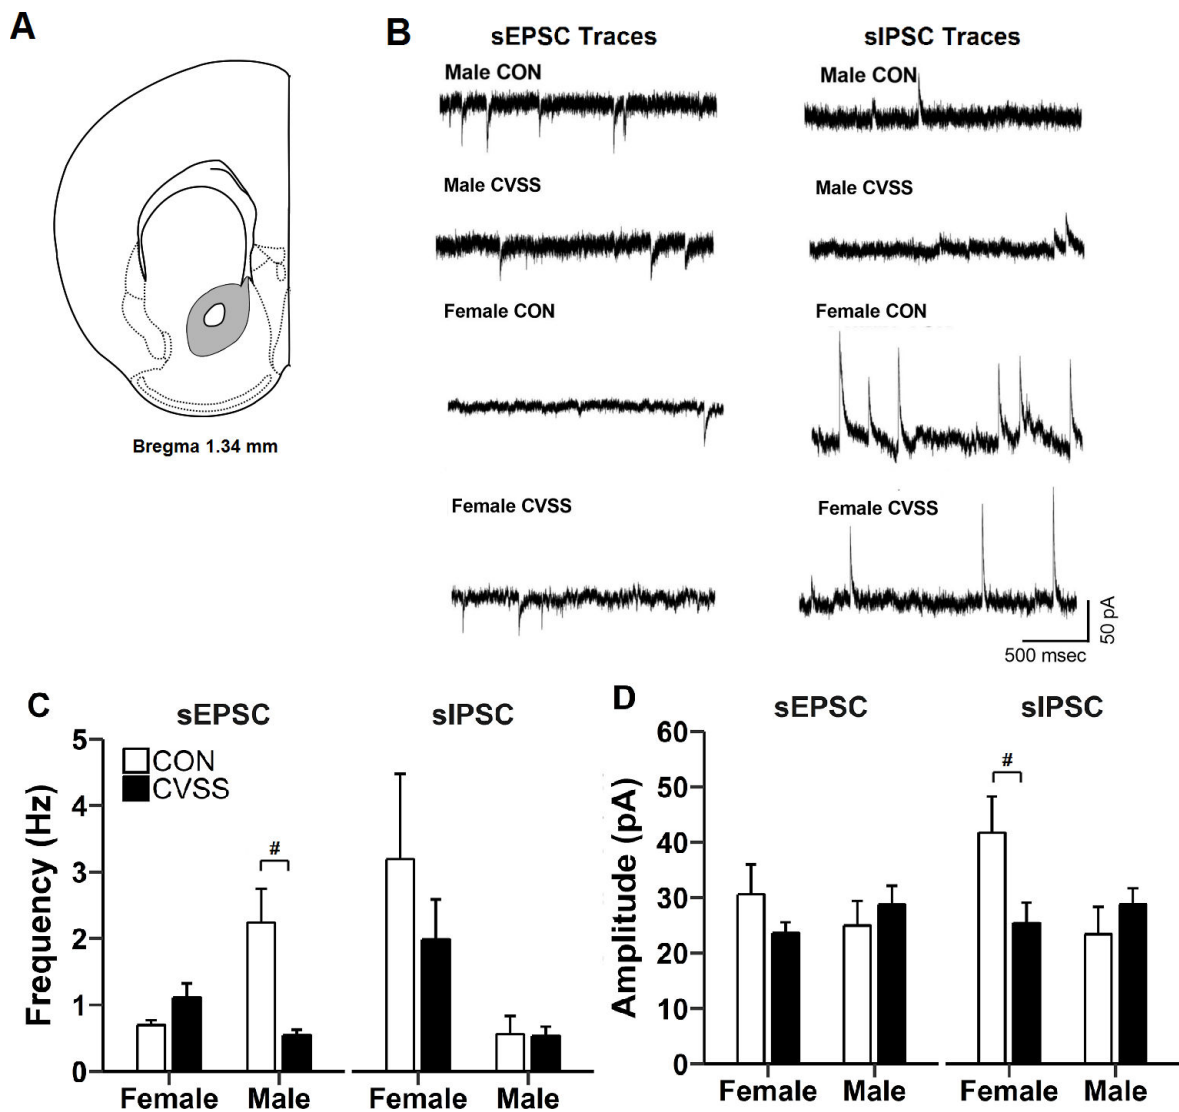 A
Bregma 1.34 mm
B
sEPSC Traces
sIPSC Traces
Male CON
Male CON
Male CVSS
Male CVSS
Female CON
Female CON
Female CVSS
Female CVSS
50 pA
500 msec
C
sEPSC
sIPSC
CON
CVSS
#
Frequency (Hz)
5
4
3
2
1
0
Female
Male
Female
Male
D
sEPSC
sIPSC
#
Amplitude (pA)
60
50
40
30
20
10
0
Female
Male
Female
Male